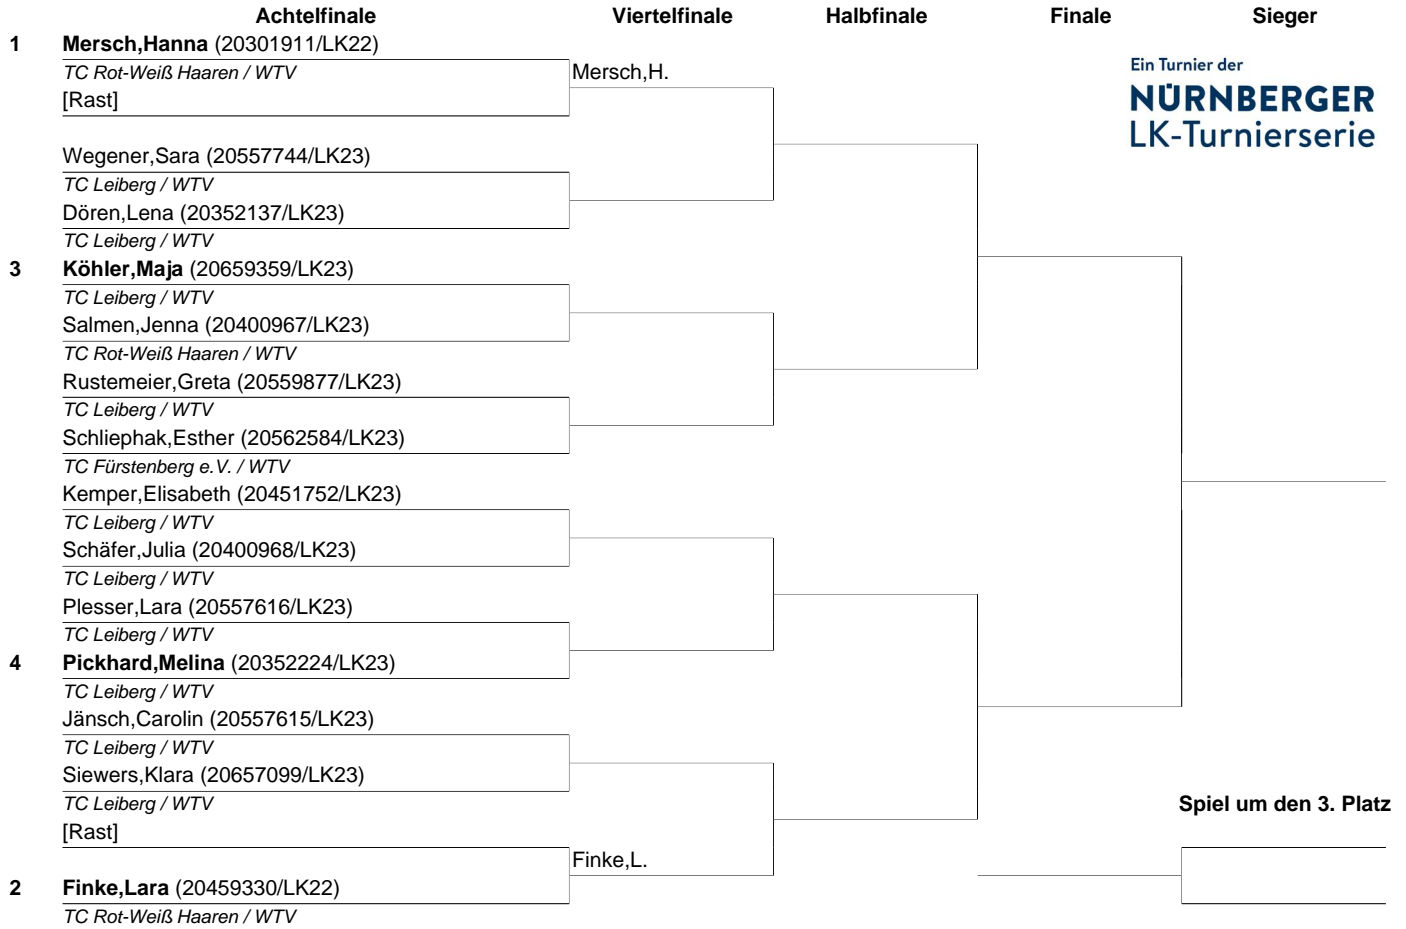 Achtelfinale Viertelfinale Halbfinale Finale Sieger
1 Mersch,Hanna (20301911/LK22)
TC Rot-Weiß Haaren / WTV
Mersch,H.
[Rast]
Ein Turnier der
NÜRNBERGER
LK-Turnierserie
Wegener,Sara (20557744/LK23)
TC Leiberg / WTV
Dören,Lena (20352137/LK23)
TC Leiberg / WTV
3 Köhler,Maja (20659359/LK23)
TC Leiberg / WTV
Salmen,Jenna (20400967/LK23)
TC Rot-Weiß Haaren / WTV
Rustemeier,Greta (20559877/LK23)
TC Leiberg / WTV
Schliephak,Esther (20562584/LK23)
TC Fürstenberg e.V. / WTV
Kemper,Elisabeth (20451752/LK23)
TC Leiberg / WTV
Schäfer,Julia (20400968/LK23)
TC Leiberg / WTV
Plesser,Lara (20557616/LK23)
TC Leiberg / WTV
4 Pickhard,Melina (20352224/LK23)
TC Leiberg / WTV
Jänsch,Carolin (20557615/LK23)
TC Leiberg / WTV
Siewers,Klara (20657099/LK23)
TC Leiberg / WTV
Spiel um den 3. Platz
[Rast]
Finke,L.
2 Finke,Lara (20459330/LK22)
TC Rot-Weiß Haaren / WTV